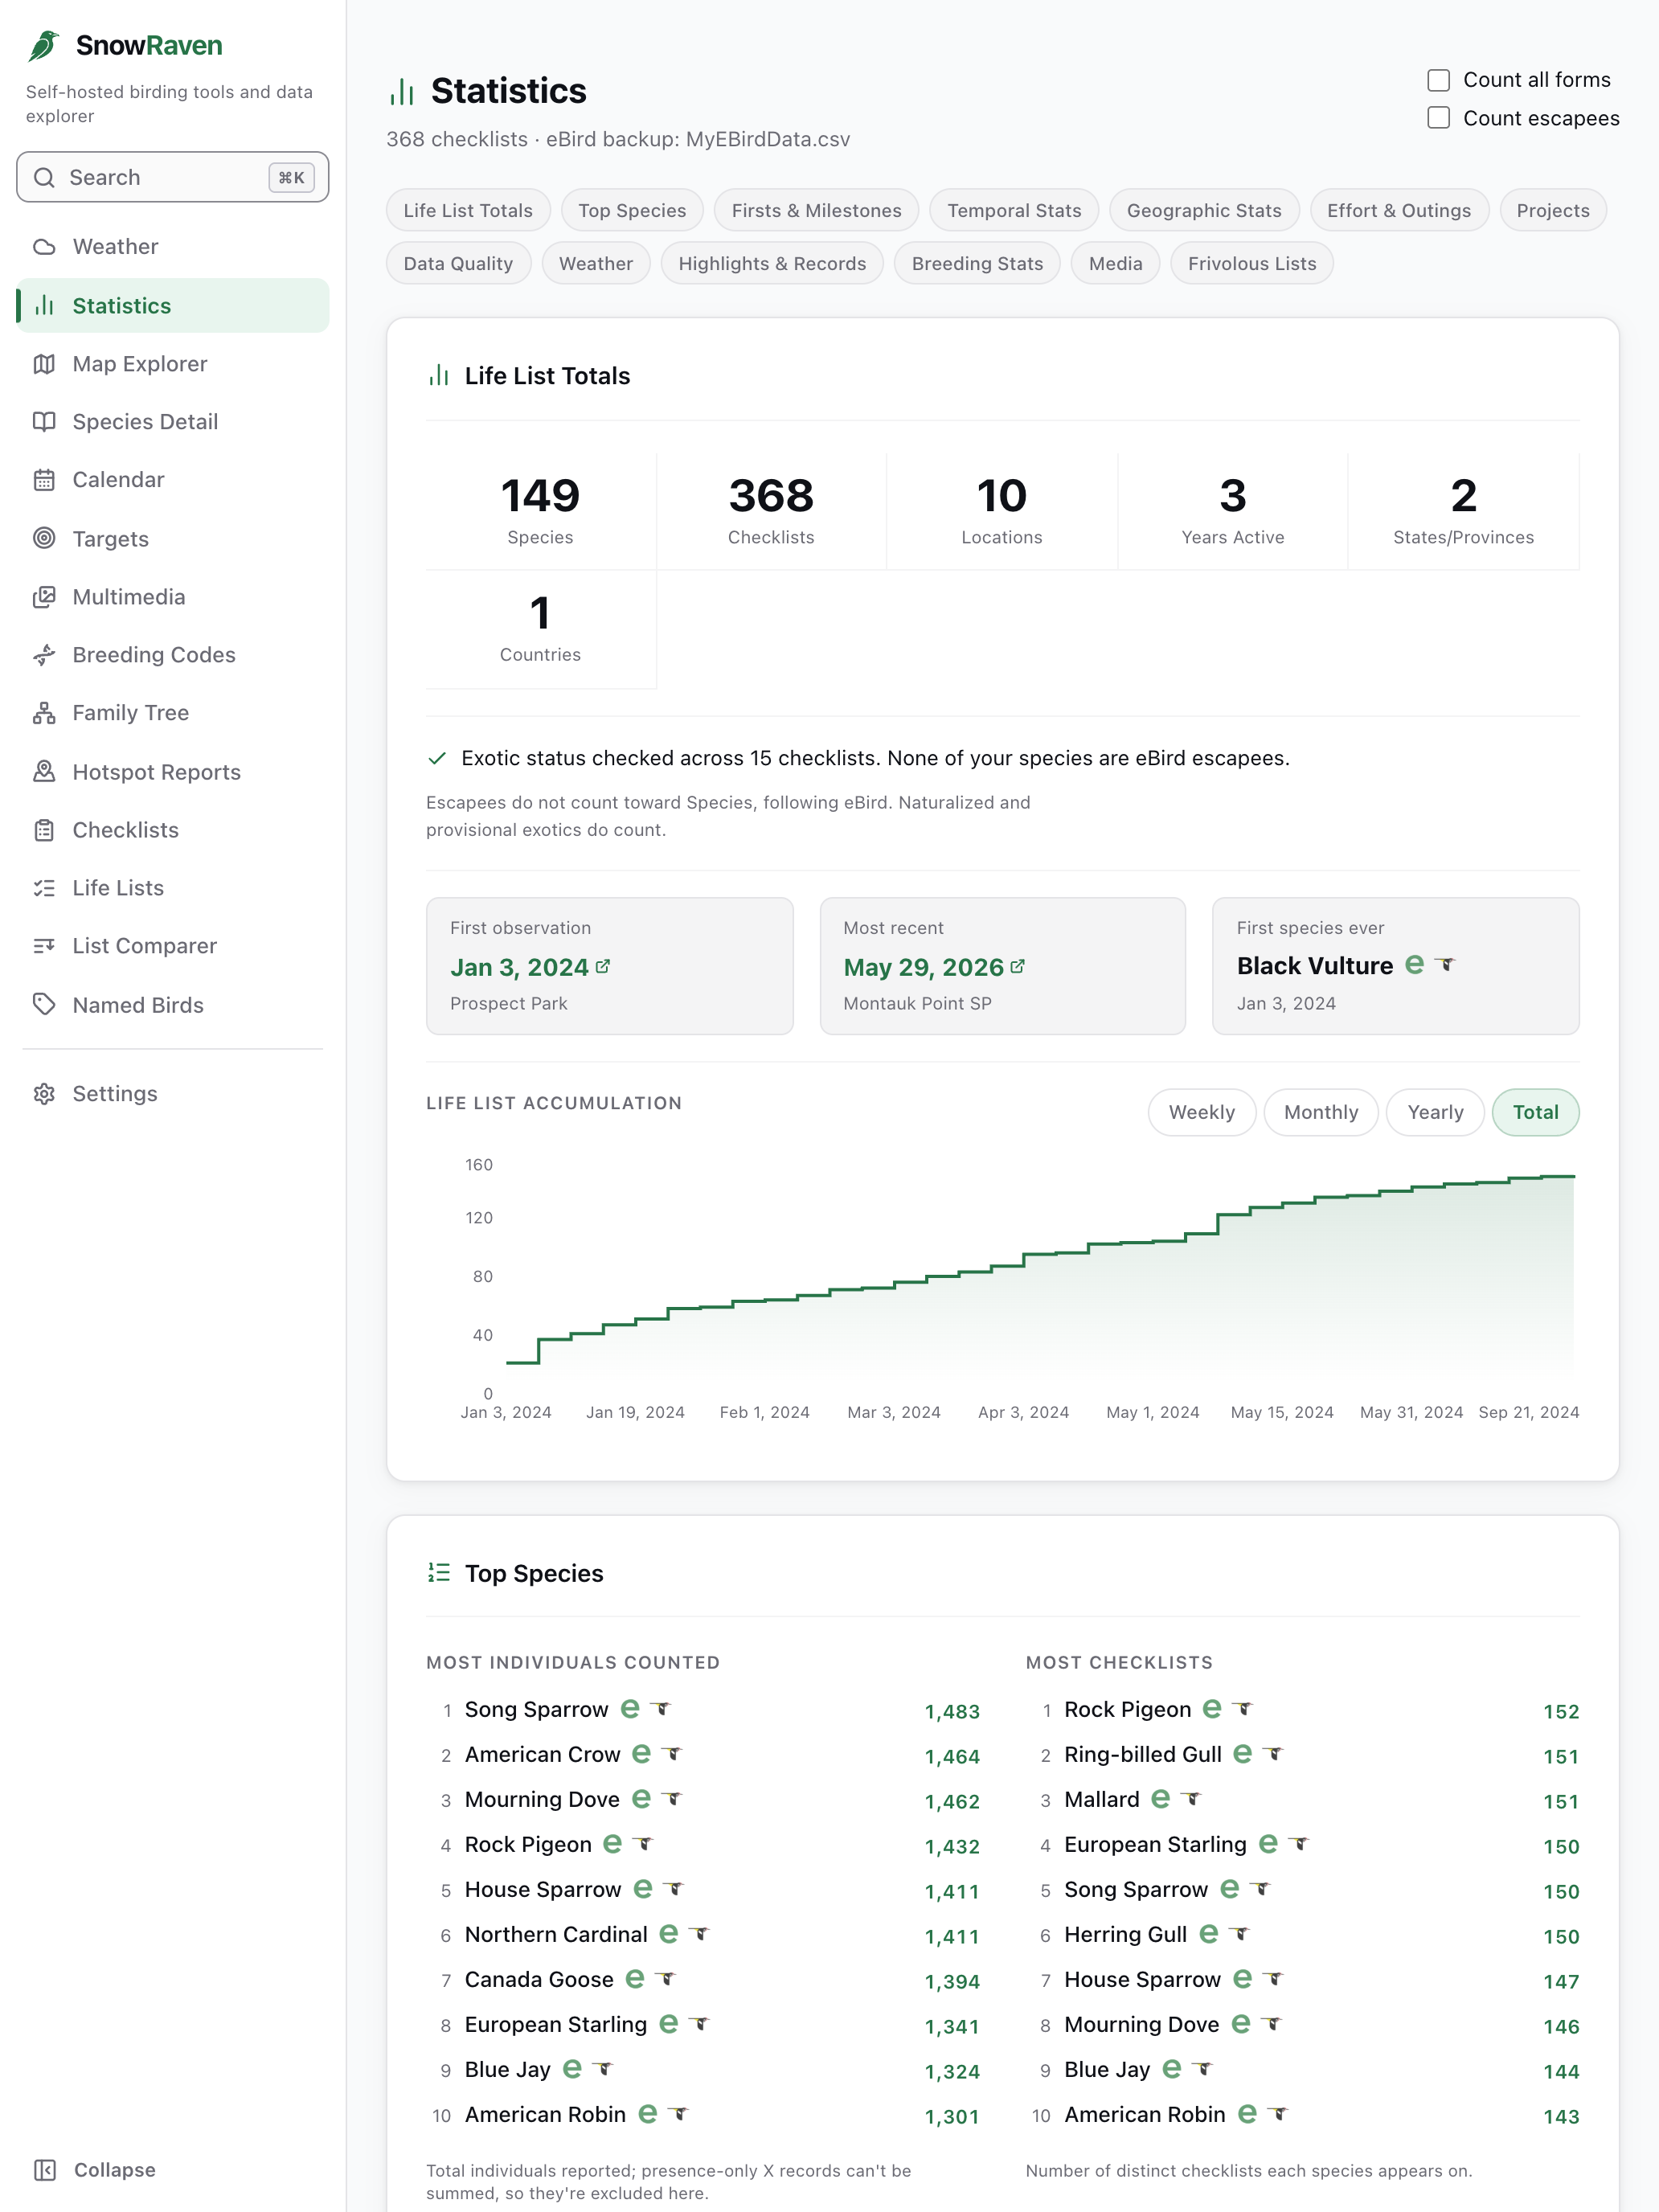 SnowRaven
Self-hosted birding tools and data
explorer
Search ⌘K
Weather
Statistics
Map Explorer
Species Detail
Calendar
Targets
Multimedia
Breeding Codes
Family Tree
Hotspot Reports
Checklists
Life Lists
List Comparer
Named Birds
Settings
Collapse
Statistics
368 checklists · eBird backup: MyEBirdData.csv
Count all forms
Count escapees
Life List Totals Top Species Firsts & Milestones Temporal Stats Geographic Stats Effort & Outings Projects
Data Quality Weather Highlights & Records Breeding Stats Media Frivolous Lists
Life List Totals
149 368 10 3 2
Species Checklists Locations Years Active States/Provinces
1
Countries
Exotic status checked across 15 checklists. None of your species are eBird escapees.
Escapees do not count toward Species, following eBird. Naturalized and
provisional exotics do count.
First observation
Jan 3, 2024
Prospect Park
Most recent
May 29, 2026
Montauk Point SP
First species ever
Black Vulture e
Jan 3, 2024
LIFE LIST ACCUMULATION
Weekly Monthly Yearly Total
160
120
80
40
0
Jan 3, 2024 Jan 19, 2024 Feb 1, 2024 Mar 3, 2024 Apr 3, 2024 May 1, 2024 May 15, 2024 May 31, 2024 Sep 21, 2024
Top Species
MOST INDIVIDUALS COUNTED
1 Song Sparrow e 1,483
2 American Crow e 1,464
3 Mourning Dove e 1,462
4 Rock Pigeon e 1,432
5 House Sparrow e 1,411
6 Northern Cardinal e 1,411
7 Canada Goose e 1,394
8 European Starling e 1,341
9 Blue Jay e 1,324
10 American Robin e 1,301
Total individuals reported; presence-only X records can't be
summed, so they're excluded here.
MOST CHECKLISTS
1 Rock Pigeon e 152
2 Ring-billed Gull e 151
3 Mallard e 151
4 European Starling e 150
5 Song Sparrow e 150
6 Herring Gull e 150
7 House Sparrow e 147
8 Mourning Dove e 146
9 Blue Jay e 144
10 American Robin e 143
Number of distinct checklists each species appears on.